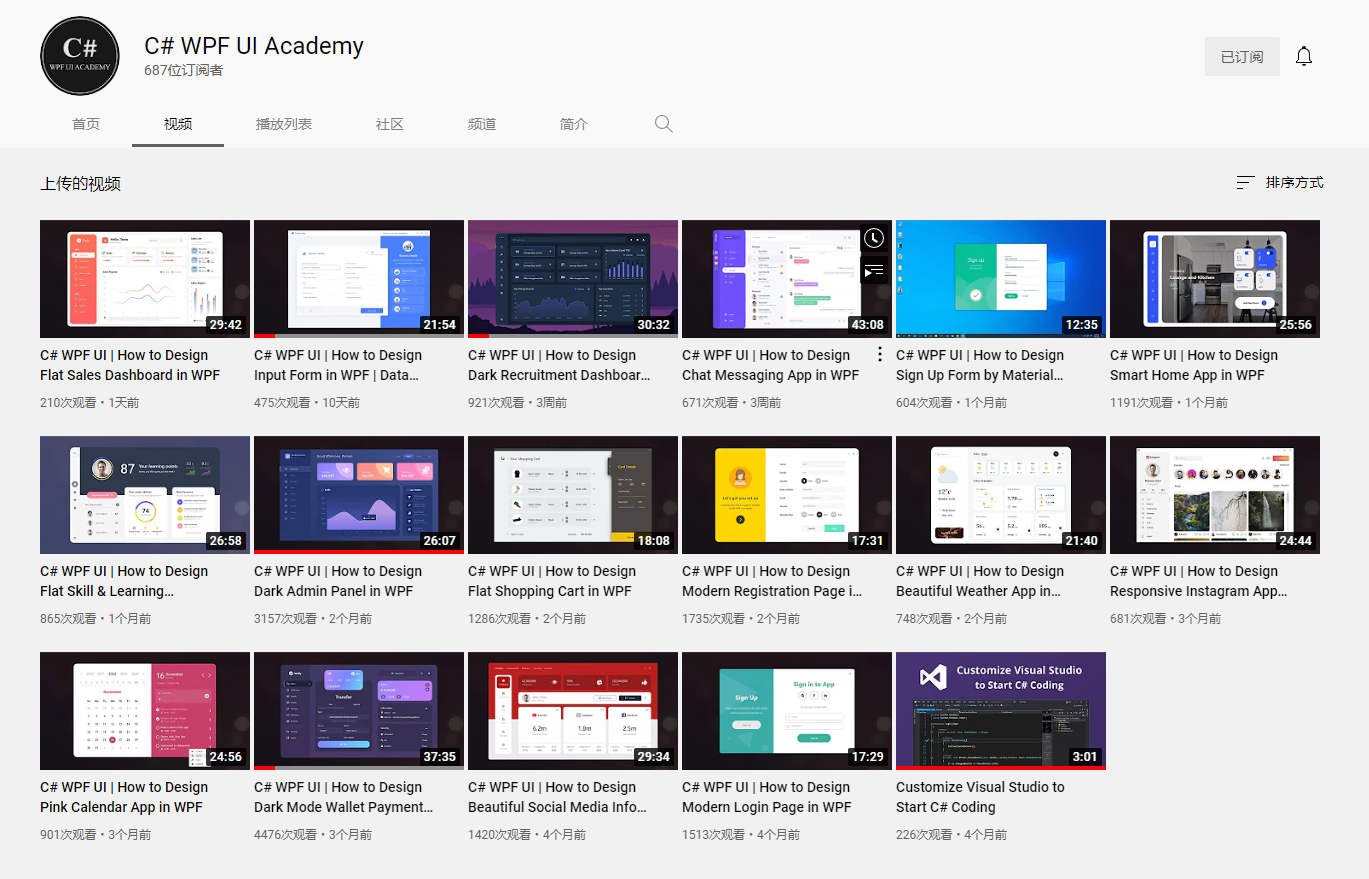 C#
WPF UI ACADEMY
C# WPF UI Academy
687位订阅者
已订阅
首页
视频
播放列表
社区
频道
简介
上传的视频
排序方式
29:42
21:54
30:32
43:08
Sign up
12:35
25:56
C# WPF UI | How to Design
Flat Sales Dashboard in WPF
210次观看 • 1天前
C# WPF UI | How to Design
Input Form in WPF | Data…
475次观看 • 10天前
C# WPF UI | How to Design
Dark Recruitment Dashboar…
921次观看 • 3周前
C# WPF UI | How to Design
Chat Messaging App in WPF
671次观看 • 3周前
C# WPF UI | How to Design
Sign Up Form by Material…
604次观看 • 1个月前
C# WPF UI | How to Design
Smart Home App in WPF
1191次观看 • 1个月前
87 Your learning points
74
26:58
26:07
18:08
Let's get you set up
17:31
12°c
21:40
24:44
C# WPF UI | How to Design
Flat Skill & Learning…
865次观看 • 1个月前
C# WPF UI | How to Design
Dark Admin Panel in WPF
3157次观看 • 2个月前
C# WPF UI | How to Design
Flat Shopping Cart in WPF
1286次观看 • 2个月前
C# WPF UI | How to Design
Modern Registration Page i…
1735次观看 • 2个月前
C# WPF UI | How to Design
Beautiful Weather App in…
748次观看 • 2个月前
C# WPF UI | How to Design
Responsive Instagram App…
681次观看 • 3个月前
16 November
24:56
Transfer
37:35
6.2m
1.8m
2.5m
29:34
Sign Up
Sign in to App
17:29
Customize Visual Studio
to Start C# Coding
3:01
C# WPF UI | How to Design
Pink Calendar App in WPF
901次观看 • 3个月前
C# WPF UI | How to Design
Dark Mode Wallet Payment…
4476次观看 • 3个月前
C# WPF UI | How to Design
Beautiful Social Media Info…
1420次观看 • 4个月前
C# WPF UI | How to Design
Modern Login Page in WPF
1513次观看 • 4个月前
Customize Visual Studio to
Start C# Coding
226次观看 • 4个月前